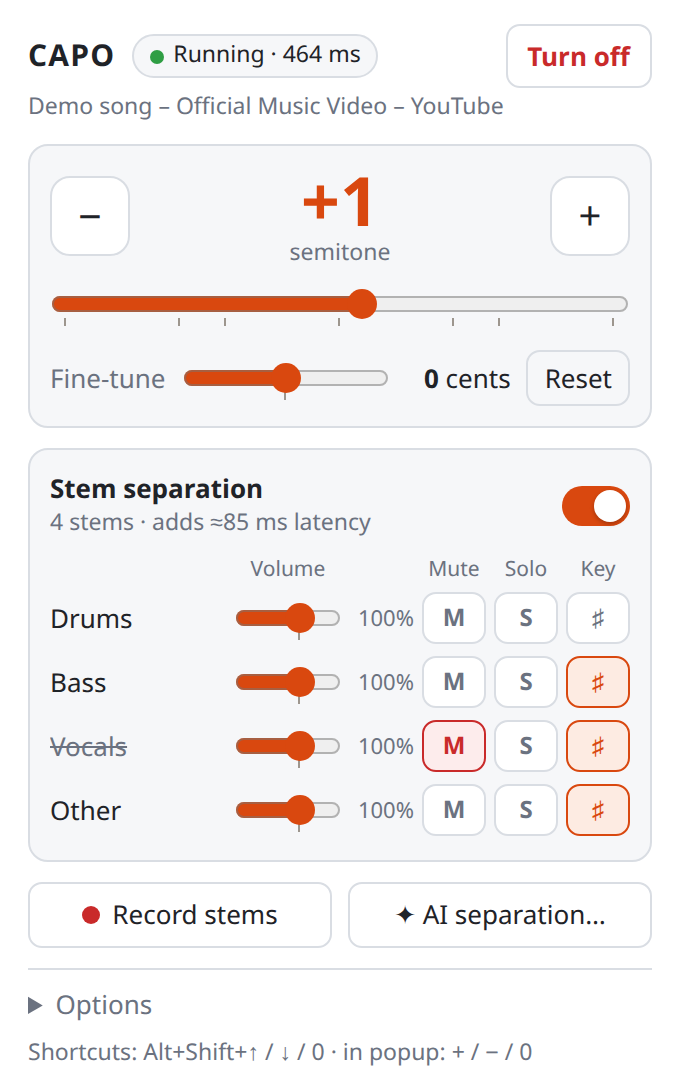 CAPO
Running · 464 ms
Turn off
Demo song – Official Music Video – YouTube
−
+1
+
semitone
Fine-tune
0 cents
Reset
Stem separation
4 stems · adds ≈85 ms latency
Volume Mute Solo Key
Drums 100% M S ♯
Bass 100% M S ♯
Vocals 100% M S ♯
Other 100% M S ♯
Record stems
✦ AI separation…
Options
Shortcuts: Alt+Shift+↑ / ↓ / 0 · in popup: + / − / 0